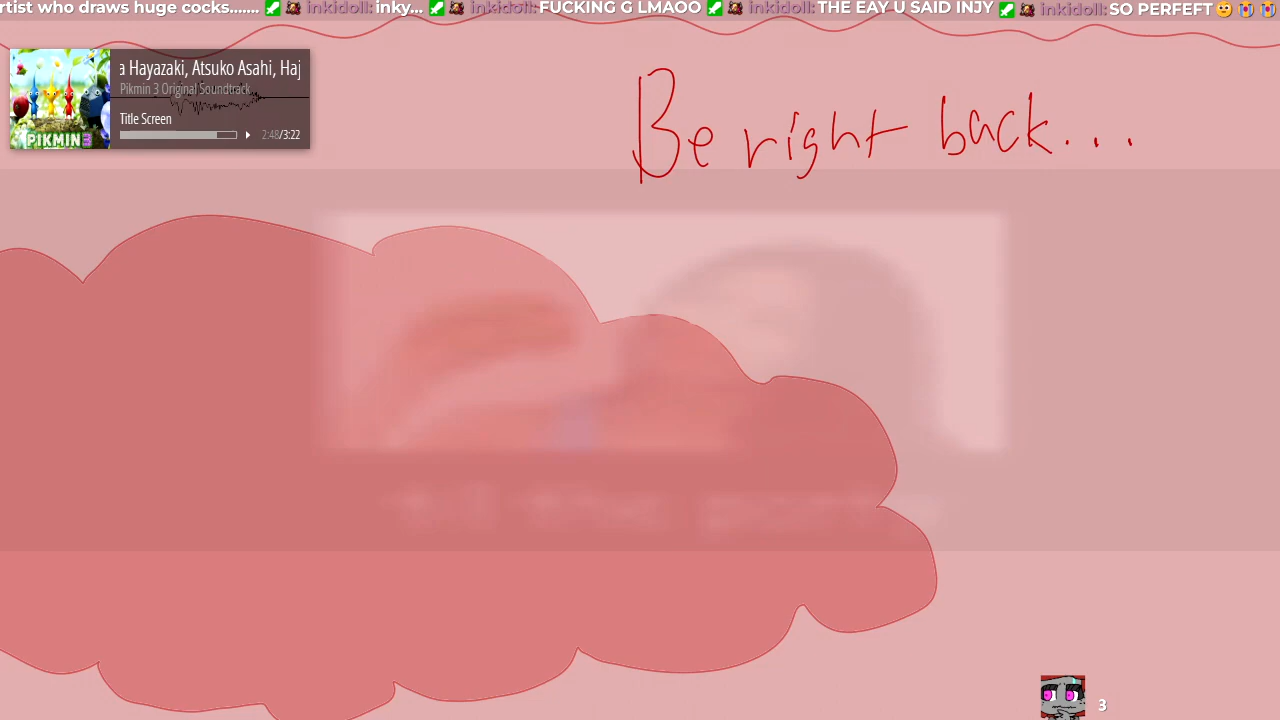 rtist who draws huge cocks....... inkidoll: inky... inkidoll: FUCKING G LMAOO inkidoll: THE EAY U SAID INJY inkidoll: SO PERFEFT
a Hayazaki, Atsuko Asahi, Haj
Pikmin 3 Original Soundtrack
Title Screen
2:48/3:22
PIKMIN 3
Be right back...
3